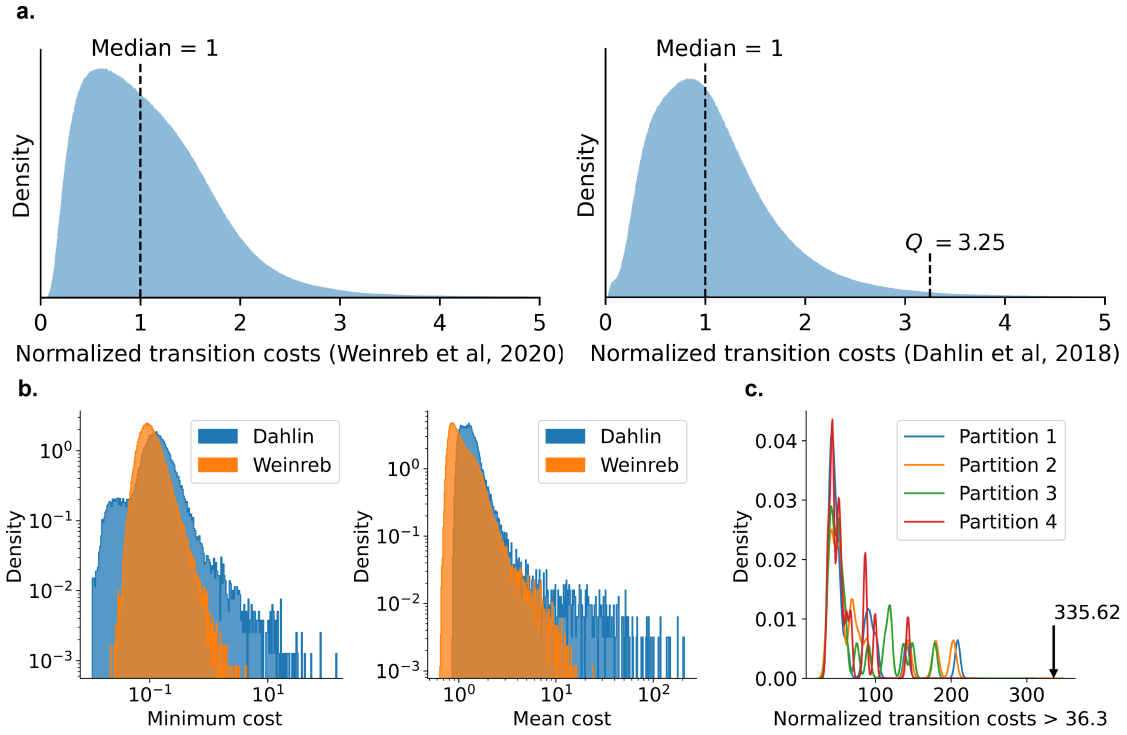 a.
Median = 1
Density
0 1 2 3 4 5
Normalized transition costs (Weinreb et al, 2020)
Median = 1
Q = 3.25
Density
0 1 2 3 4 5
Normalized transition costs (Dahlin et al, 2018)
b.
Dahlin
Weinreb
Density
10⁰
10⁻¹
10⁻²
10⁻³
10⁻¹ 10¹
Minimum cost
Dahlin
Weinreb
Density
10⁰
10⁻¹
10⁻²
10⁻³
10⁰ 10¹ 10²
Mean cost
c.
Partition 1
Partition 2
Partition 3
Partition 4
335.62
Density
0.04
0.03
0.02
0.01
0.00
100 200 300
Normalized transition costs > 36.3